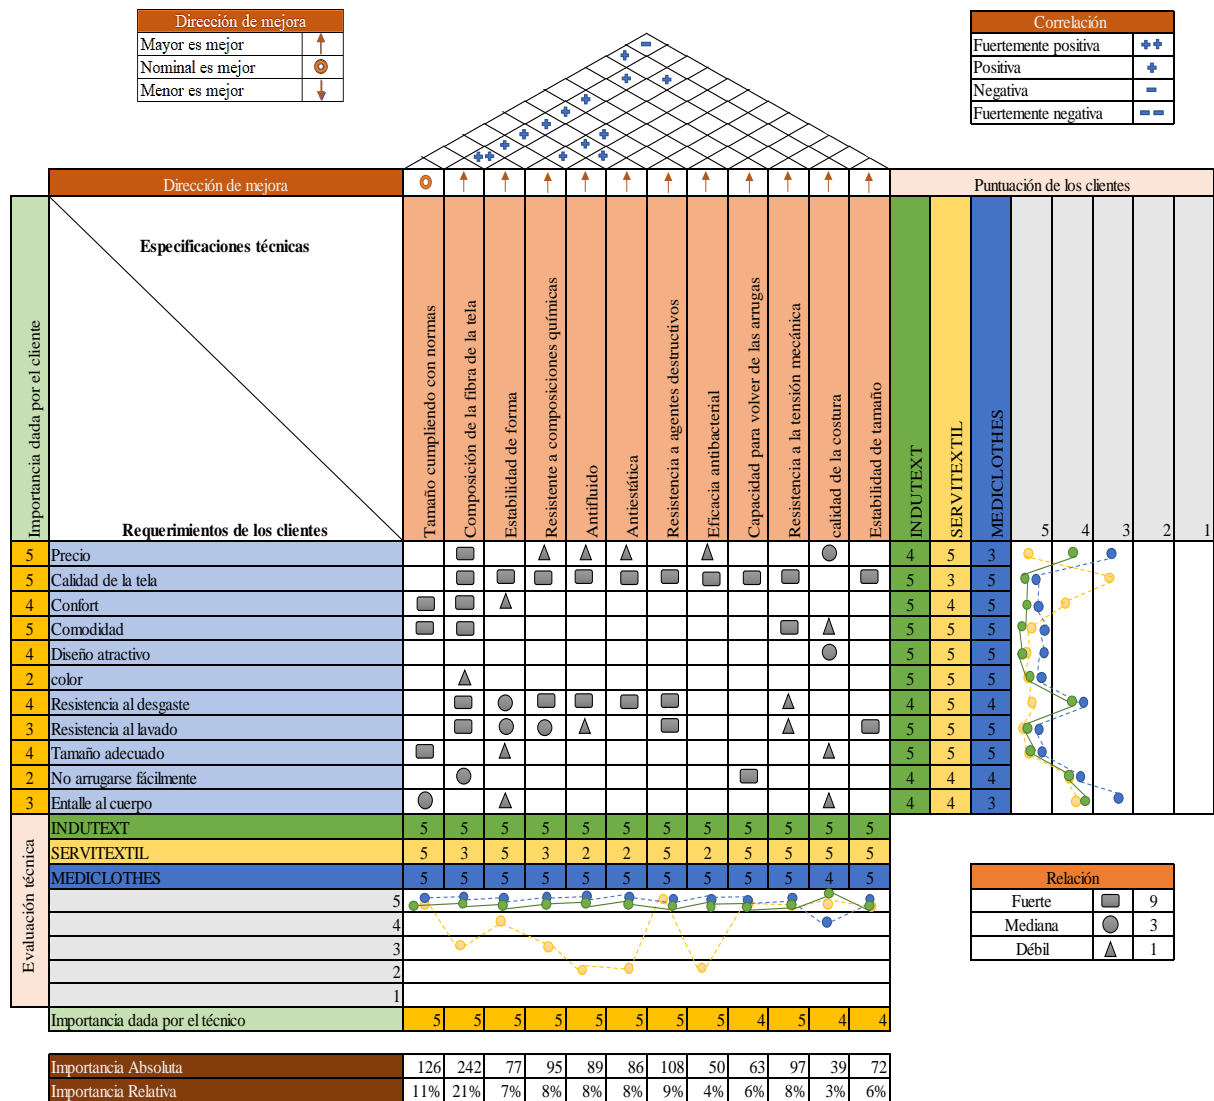 Dirección de mejora
Mayor es mejor
Nominal es mejor
Menor es mejor
Correlación
Fuertemente positiva
Positiva
Negativa
Fuertemente negativa
Dirección de mejora
Puntuación de los clientes
Importancia dada por el cliente
Especificaciones técnicas
Requerimientos de los clientes
Tamaño cumpliendo con normas
Composición de la fibra de la tela
Estabilidad de forma
Resistente a composiciones químicas
Antifluido
Antiestática
Resistencia a agentes destructivos
Eficacia antibacterial
Capacidad para volver de las arrugas
Resistencia a la tensión mecánica
calidad de la costura
Estabilidad de tamaño
INDUTEXT
SERVITEXTIL
MEDICLOTHES
5 4 3 2 1
5 Precio 4 5 3
5 Calidad de la tela 5 3 5
4 Confort 5 4 5
5 Comodidad 5 5 5
4 Diseño atractivo 5 5 5
2 color 5 5 5
4 Resistencia al desgaste 4 5 4
3 Resistencia al lavado 5 5 5
4 Tamaño adecuado 5 5 5
2 No arrugarse fácilmente 4 4 4
3 Entalle al cuerpo 4 4 3
Evaluación técnica
INDUTEXT 5 5 5 5 5 5 5 5 5 5 5 5
SERVITEXTIL 5 3 5 3 2 2 5 2 5 5 5 5
MEDICLOTHES 5 5 5 5 5 5 5 5 5 5 4 5
5
4
3
2
1
Relación
Fuerte 9
Mediana 3
Débil 1
Importancia dada por el técnico 5 5 5 5 5 5 5 5 4 5 4 4
Importancia Absoluta 126 242 77 95 89 86 108 50 63 97 39 72
Importancia Relativa 11% 21% 7% 8% 8% 8% 9% 4% 6% 8% 3% 6%